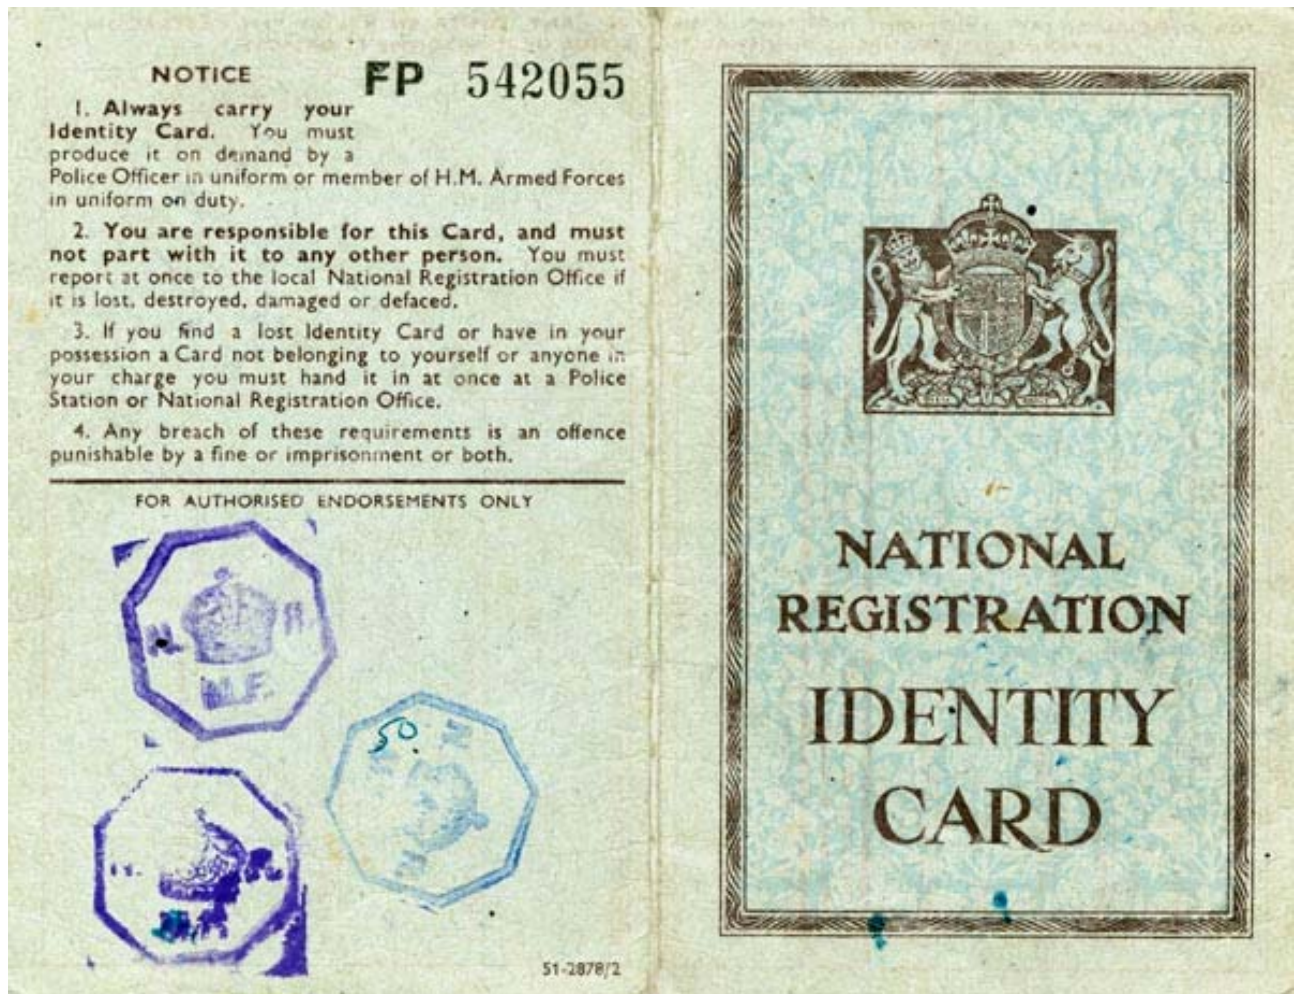 NOTICE
FP 542055
1. Always carry your
Identity Card. You must
produce it on demand by a
Police Officer in uniform or member of H.M. Armed Forces
in uniform on duty.
2. You are responsible for this Card, and must
not part with it to any other person. You must
report at once to the local National Registration Office if
it is lost, destroyed, damaged or defaced.
3. If you find a lost Identity Card or have in your
possession a Card not belonging to yourself or anyone in
your charge you must hand it in at once at a Police
Station or National Registration Office.
4. Any breach of these requirements is an offence
punishable by a fine or imprisonment or both.
FOR AUTHORISED ENDORSEMENTS ONLY
N. R.
N.F.
50.
51-2878/2
NATIONAL
REGISTRATION
IDENTITY
CARD